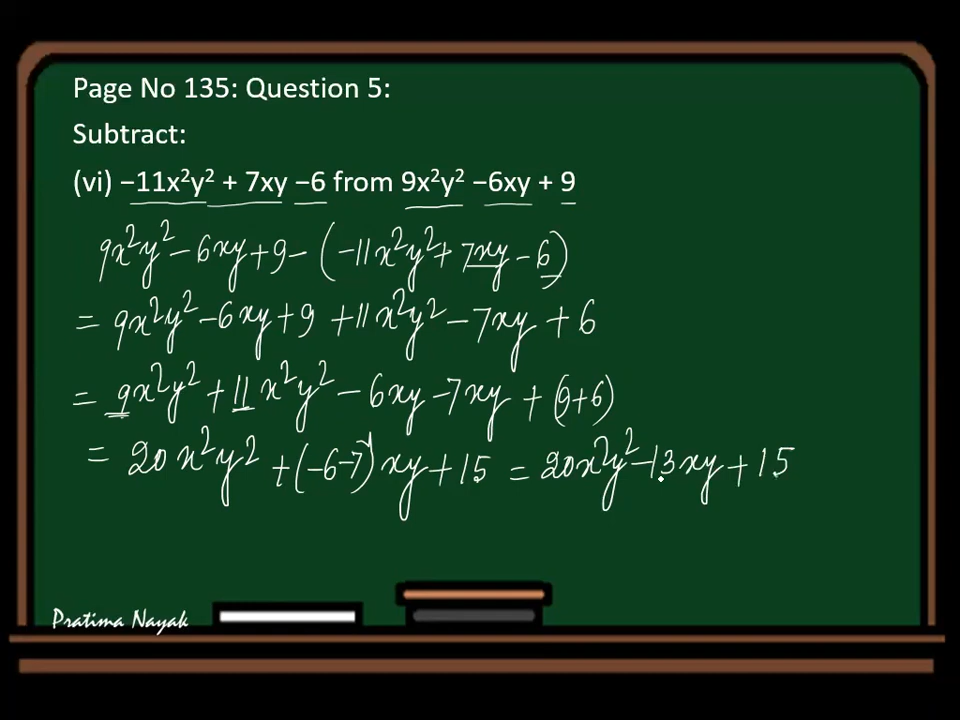 Page No 135: Question 5:
Subtract:
(vi) −11x²y² + 7xy −6 from 9x²y² −6xy + 9
9x²y² − 6xy + 9 − (−11x²y² + 7xy − 6)
= 9x²y² − 6xy + 9 + 11x²y² − 7xy + 6
= 9x²y² + 11x²y² − 6xy − 7xy + (9+6)
= 20x²y² + (−6−7)xy + 15 = 20x²y² − 13xy + 15
Pratima Nayak